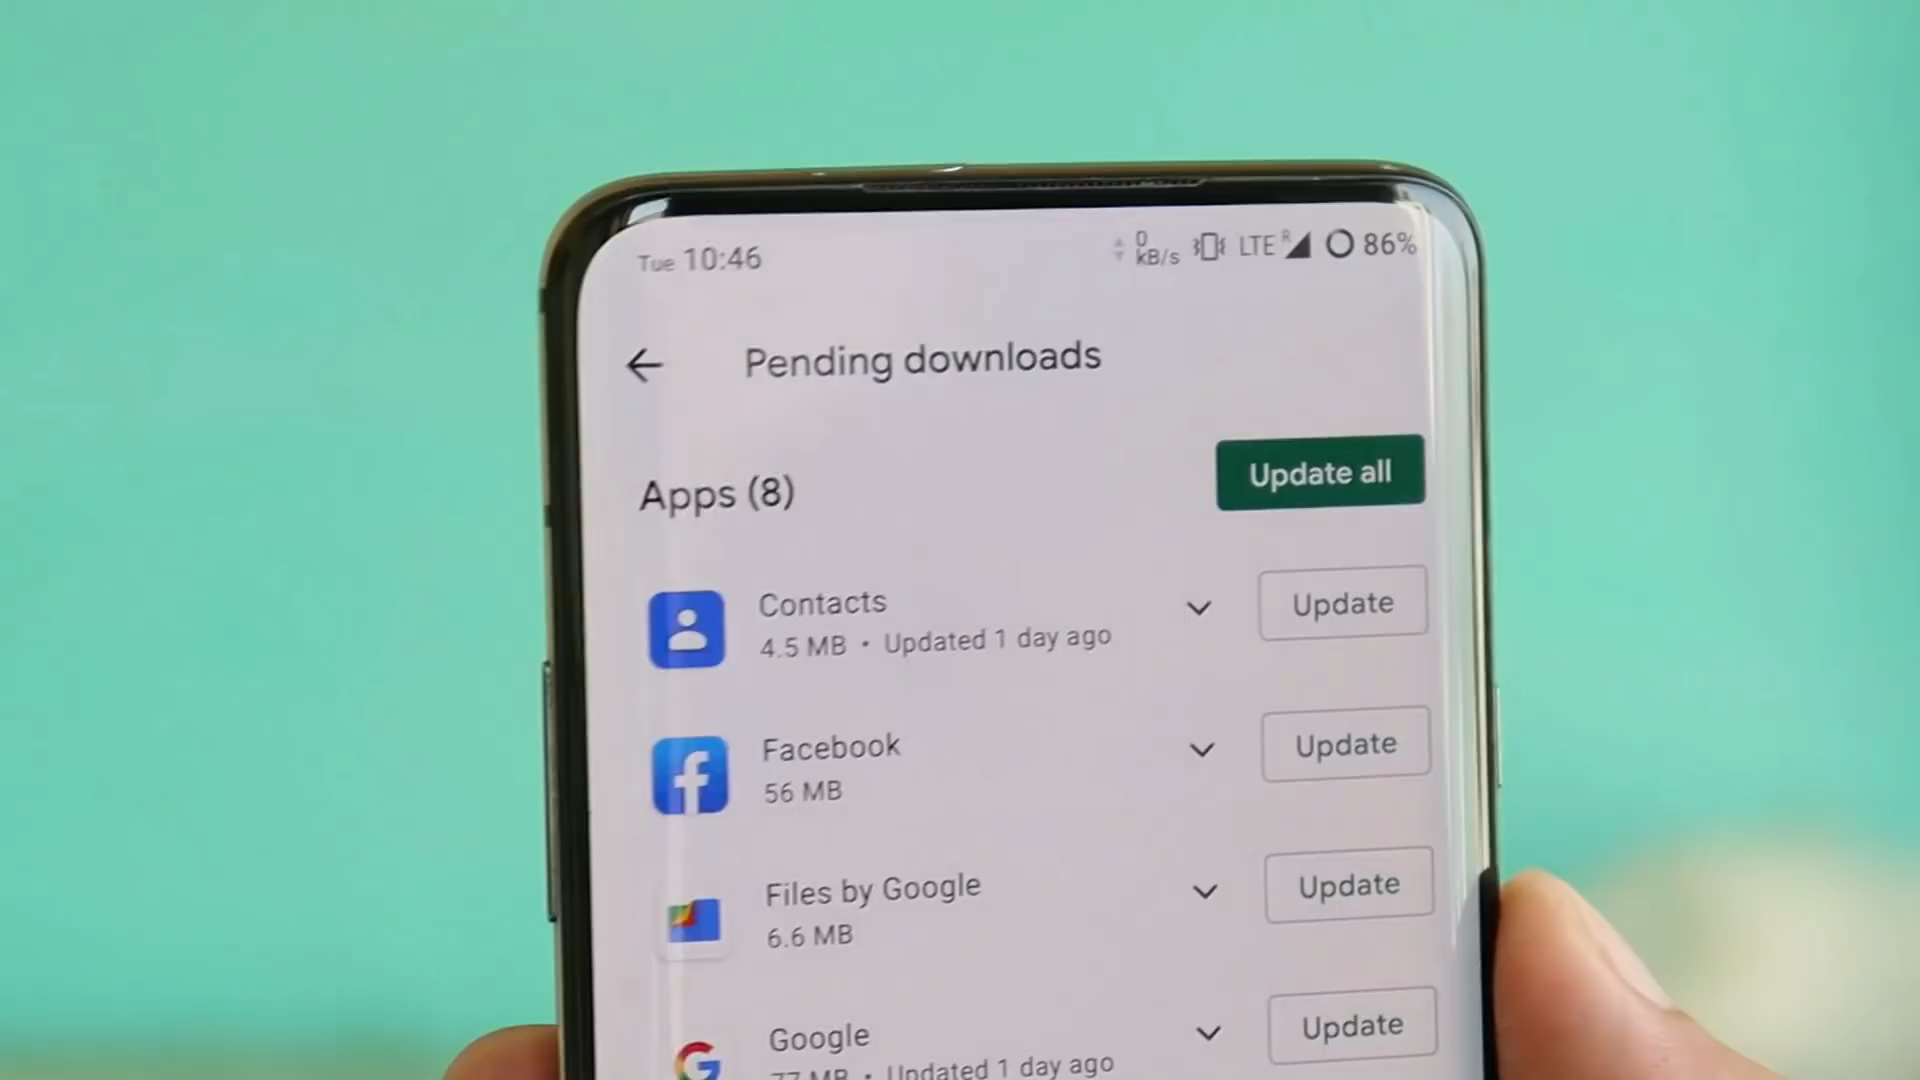 Tue 10:46
0 kB/s LTE R 86%
Pending downloads
Apps (8)
Update all
Contacts
4.5 MB • Updated 1 day ago
Update
Facebook
56 MB
Update
Files by Google
6.6 MB
Update
Google
77 MB • Updated 1 day ago
Update